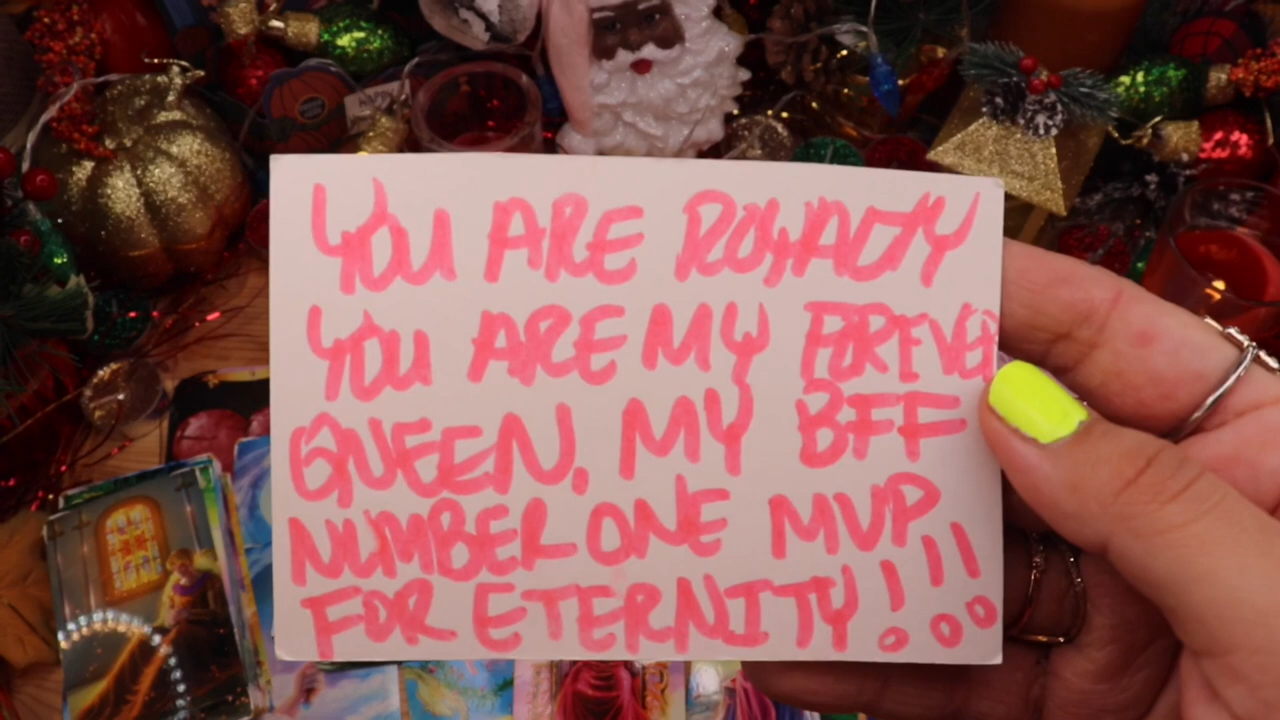 YOU ARE ROYALTY
YOU ARE MY FOREVER
QUEEN, MY BFF
NUMBER ONE MVP
FOR ETERNITY!!!